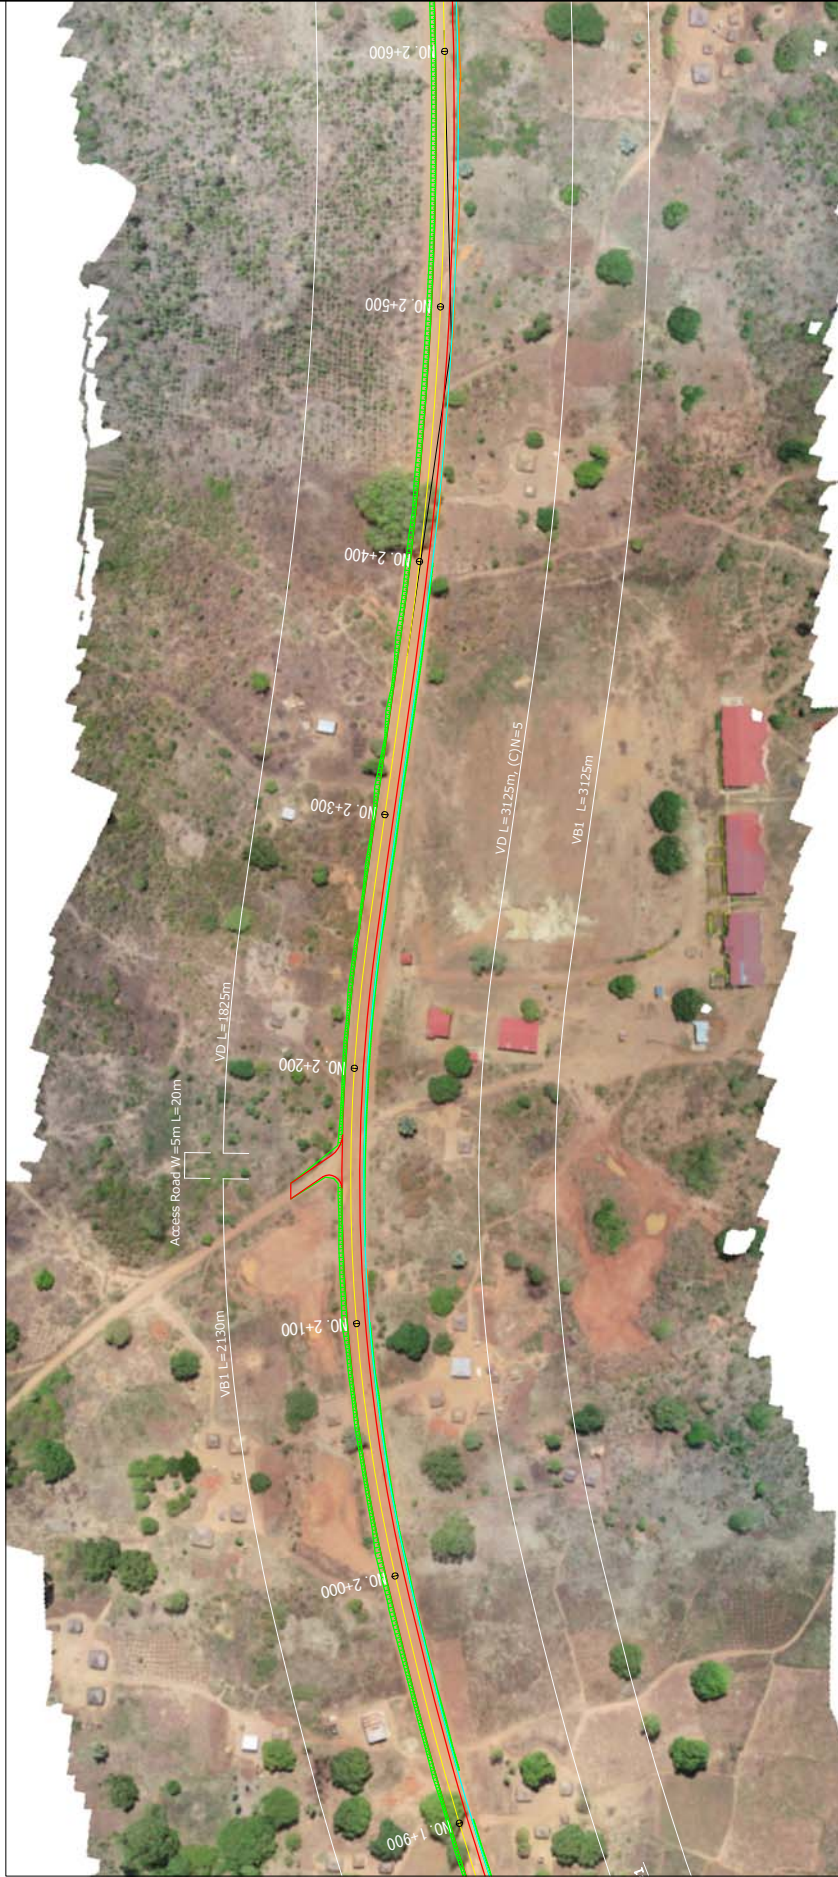 NO. 2+600
NO. 2+500
NO. 2+400
VD L=3125m, (C)N=5
VB1 L=3125m
NO. 2+300
VD L=1825m
NO. 2+200
Access Road W=5m L=20m
NO. 2+100
VB1 L=2130m
NO. 2+000
NO. 1+900